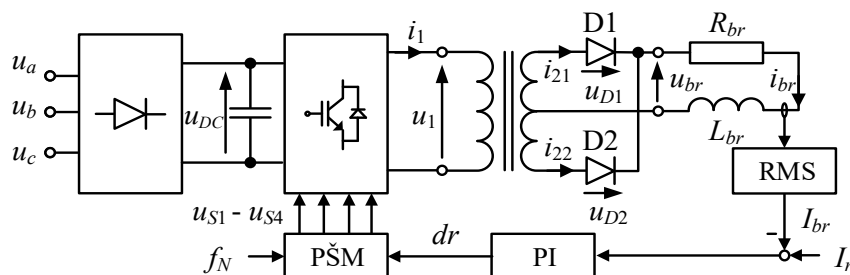 u_a
u_b
u_c
u_DC
i_1
u_1
i_21
i_22
D1
u_D1
D2
u_D2
u_br
R_br
i_br
L_br
RMS
I_br
-
u_S1 - u_S4
f_N
PŠM
dr
PI